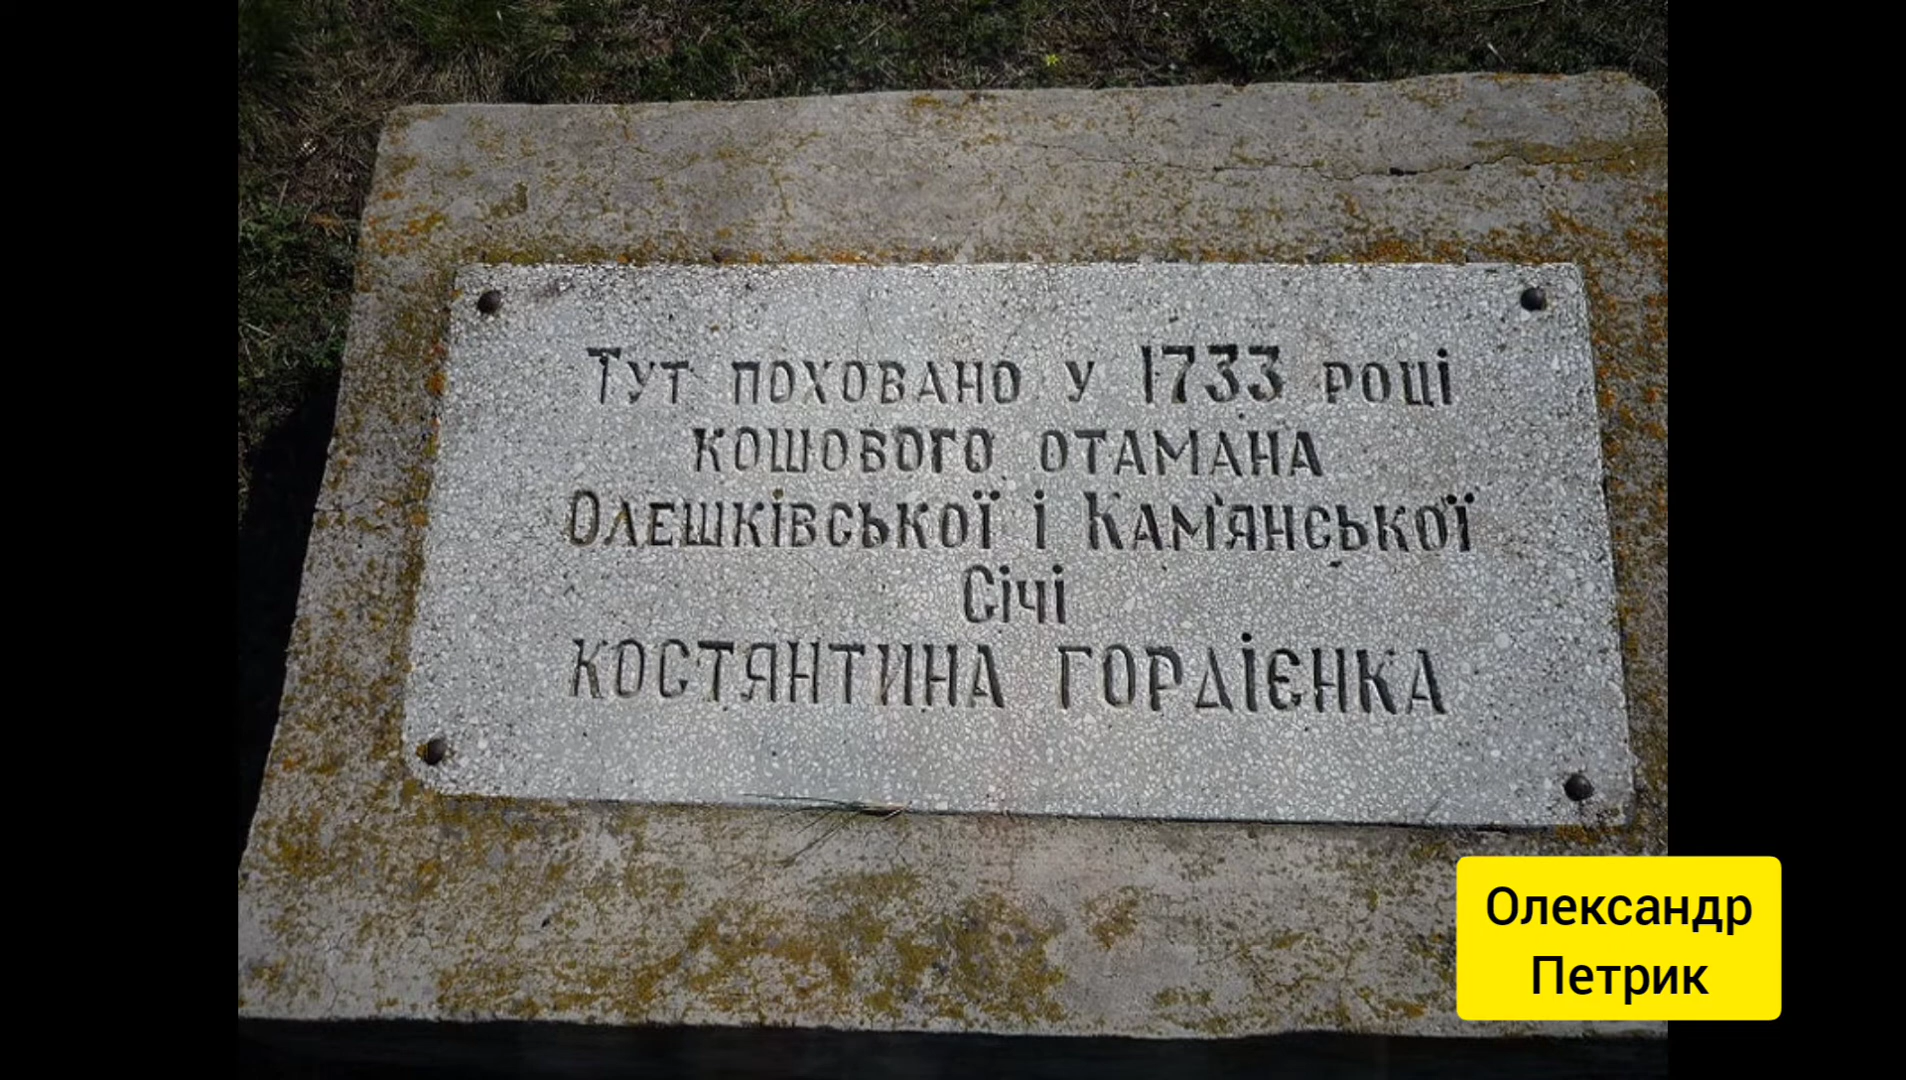 Тут поховано у 1733 році
кошового отамана
Олешківської і Кам'янської
Січі
КОСТЯНТИНА ГОРДІЄНКА
Олександр
Петрик